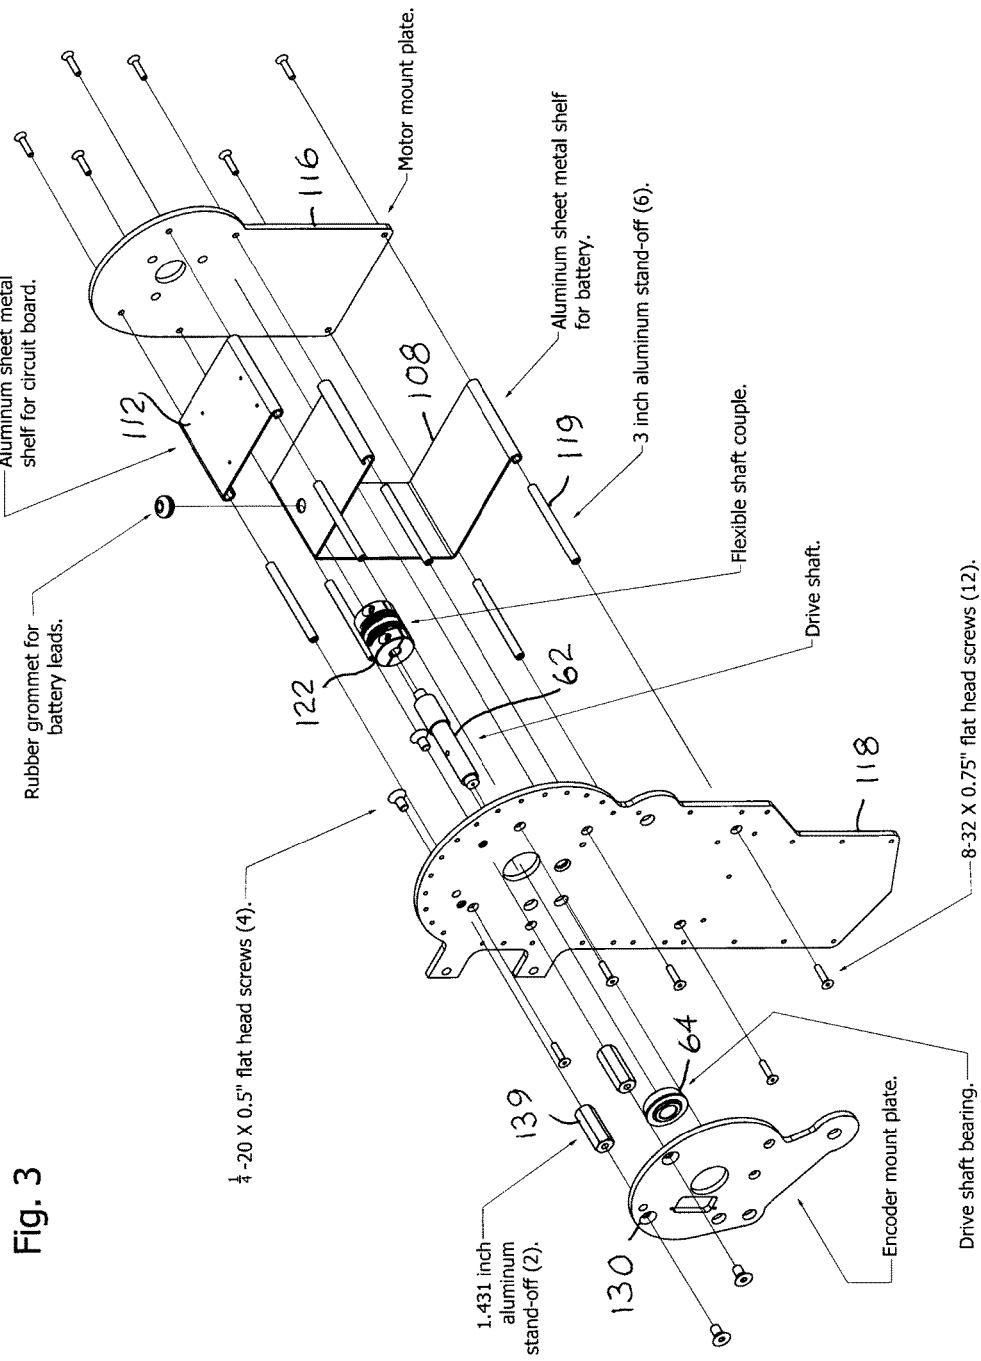 Fig. 3
Rubber grommet for
battery leads.
Aluminum sheet metal
shelf for circuit board.
112
116
Motor mount plate.
108
Aluminum sheet metal shelf
for battery.
119
3 inch aluminum stand-off (6).
Flexible shaft couple.
122
62
Drive shaft.
1/4 -20 X 0.5" flat head screws (4).
118
8-32 X 0.75" flat head screws (12).
139
1.431 inch
aluminum
stand-off (2).
64
130
Encoder mount plate.
Drive shaft bearing.